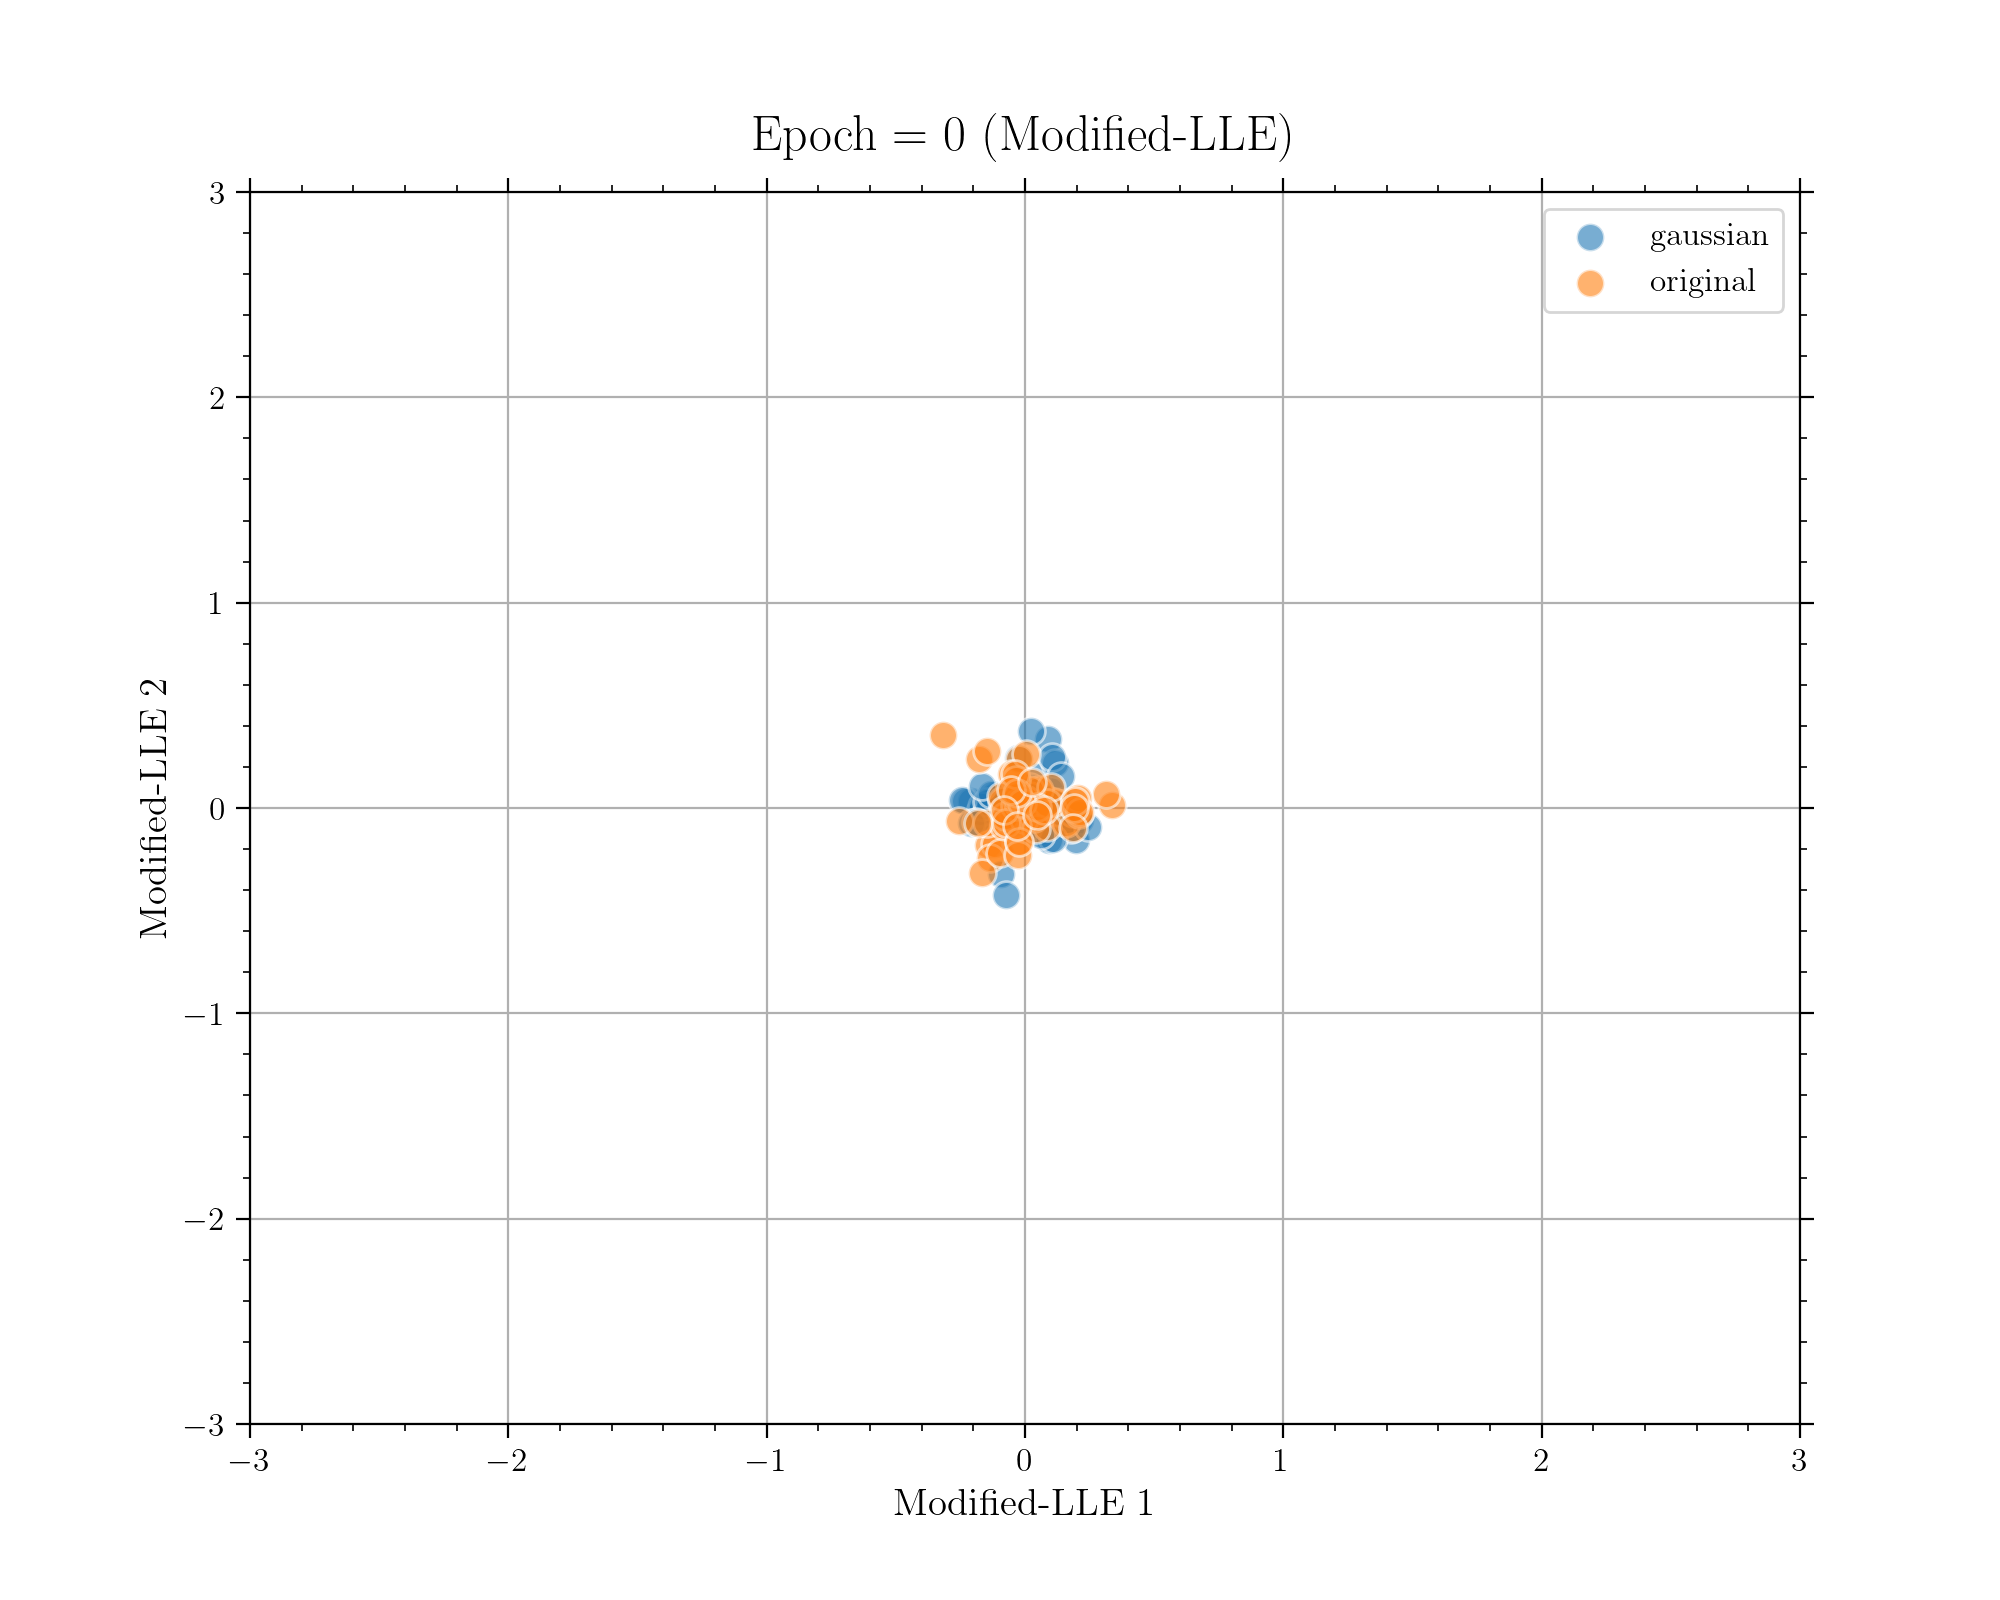 Epoch = 0 (Modified-LLE)
gaussian
original
3
2
1
0
−1
−2
−3
Modified-LLE 2
−3
−2
−1
0
1
2
3
Modified-LLE 1